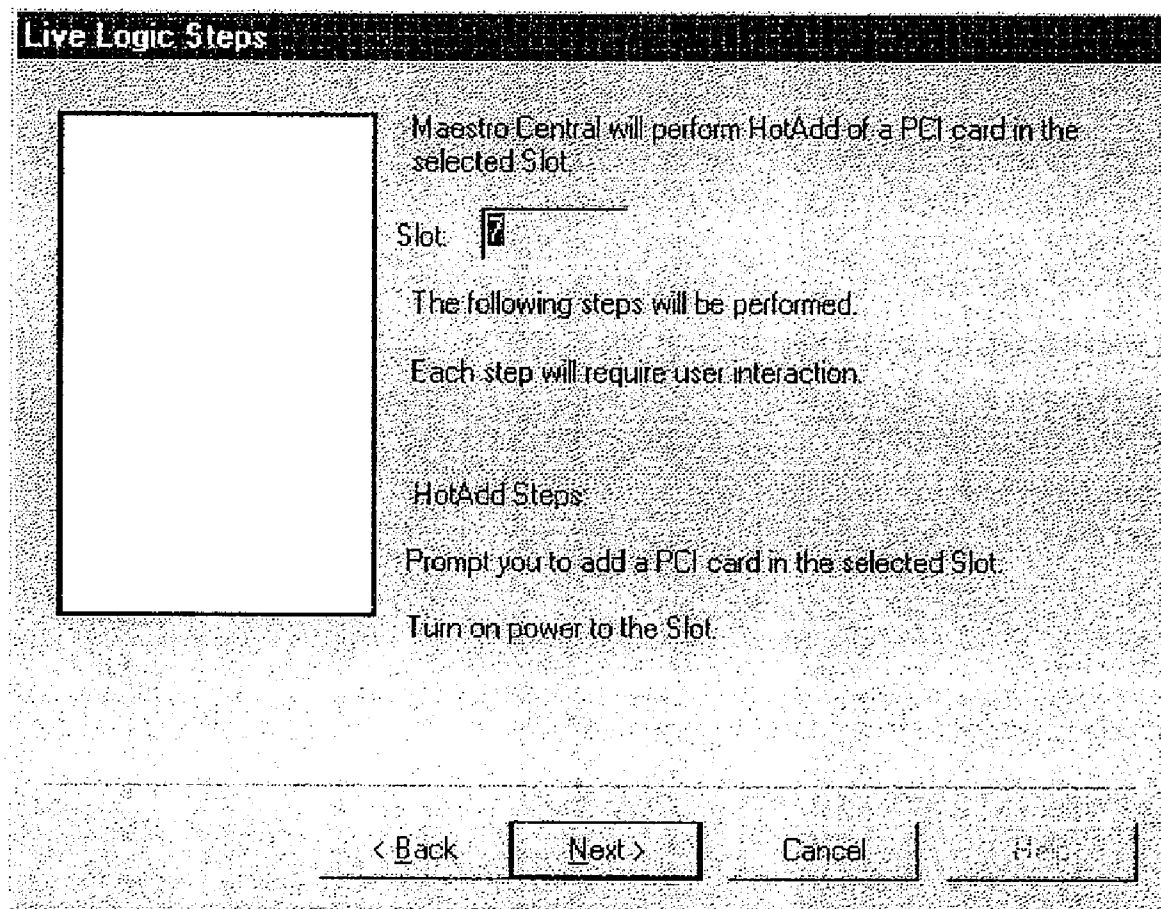 Live Logic Steps
Maestro Central will perform HotAdd of a PCI card in the
selected Slot.
Slot: 7
The following steps will be performed.
Each step will require user interaction.
HotAdd Steps:
Prompt you to add a PCI card in the selected Slot.
Turn on power to the Slot.
< Back Next > Cancel Help